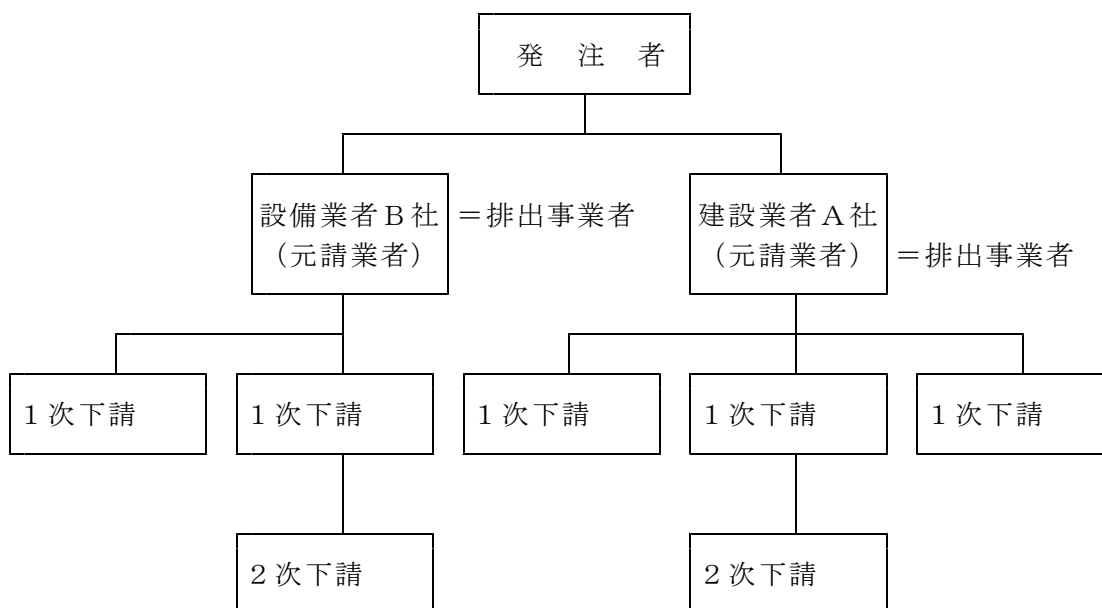 発 注 者
設備業者B社
(元請業者)
=排出事業者
建設業者A社
(元請業者)
=排出事業者
1次下請
1次下請
1次下請
1次下請
1次下請
2次下請
2次下請